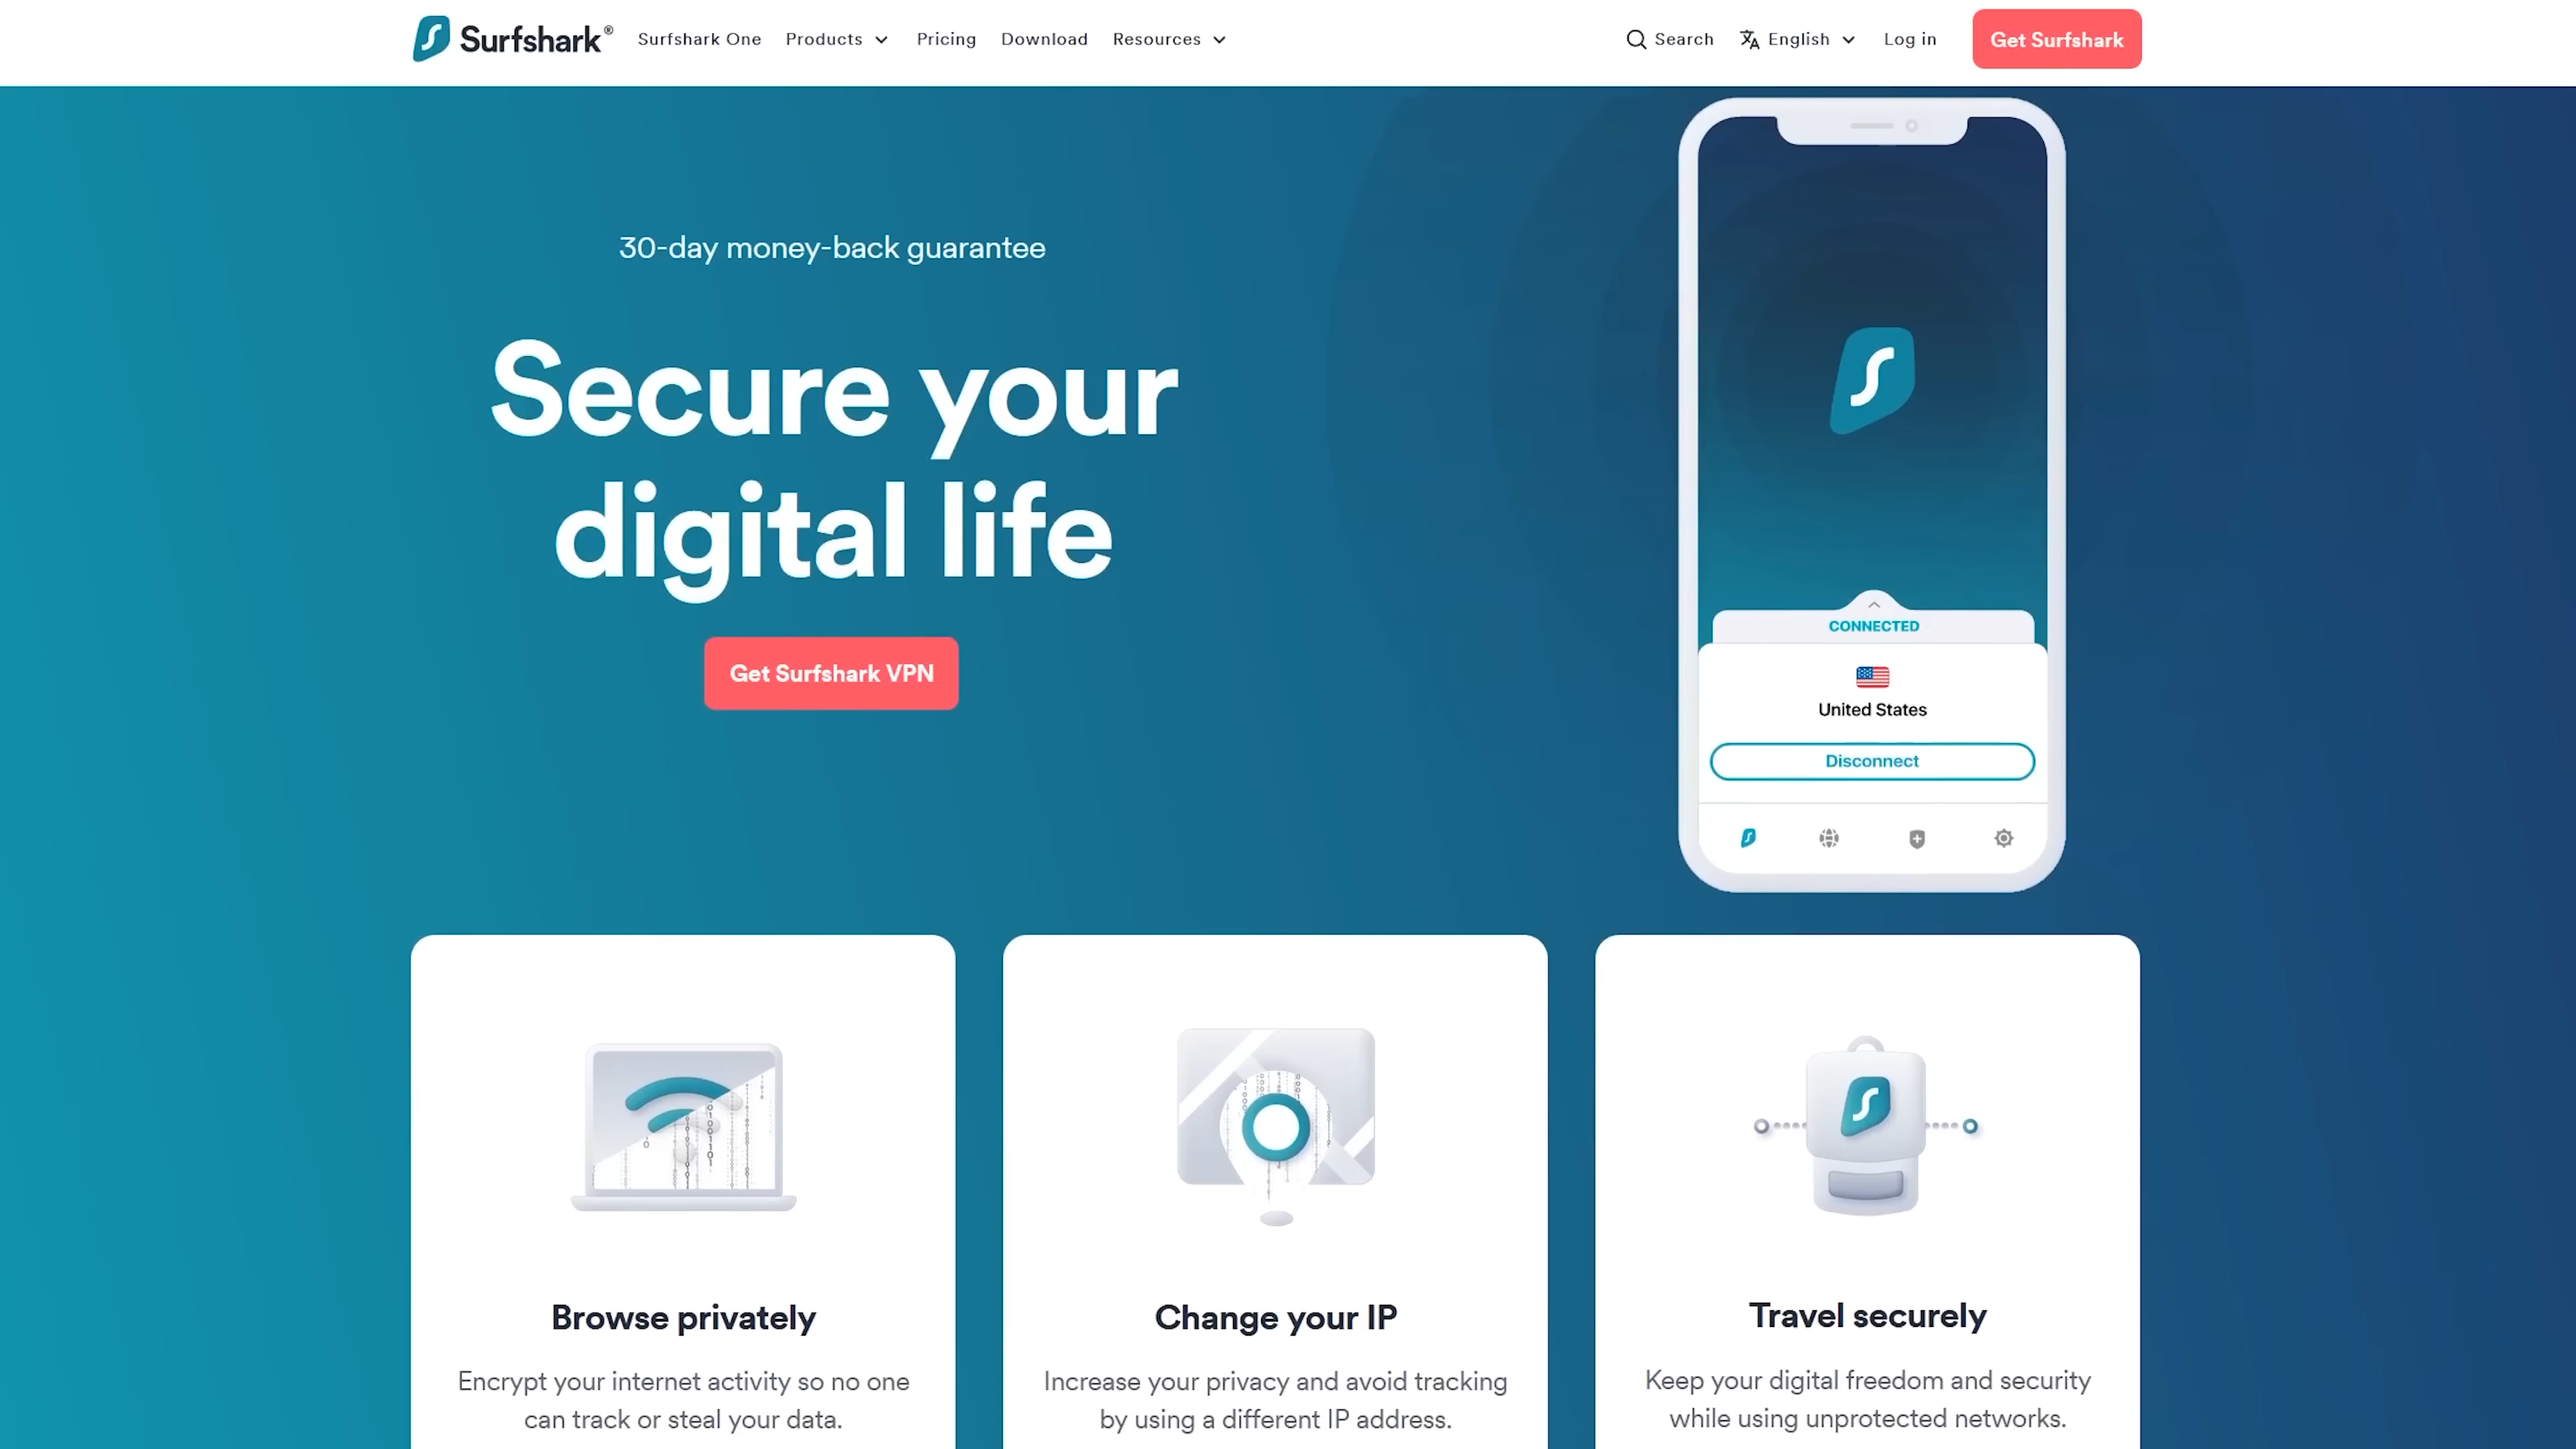 Surfshark®
Surfshark One
Products
Pricing
Download
Resources
Search
English
Log in
Get Surfshark
30-day money-back guarantee
Secure your
digital life
Get Surfshark VPN
CONNECTED
United States
Disconnect
Browse privately
Encrypt your internet activity so no one
can track or steal your data.
Change your IP
Increase your privacy and avoid tracking
by using a different IP address.
Travel securely
Keep your digital freedom and security
while using unprotected networks.